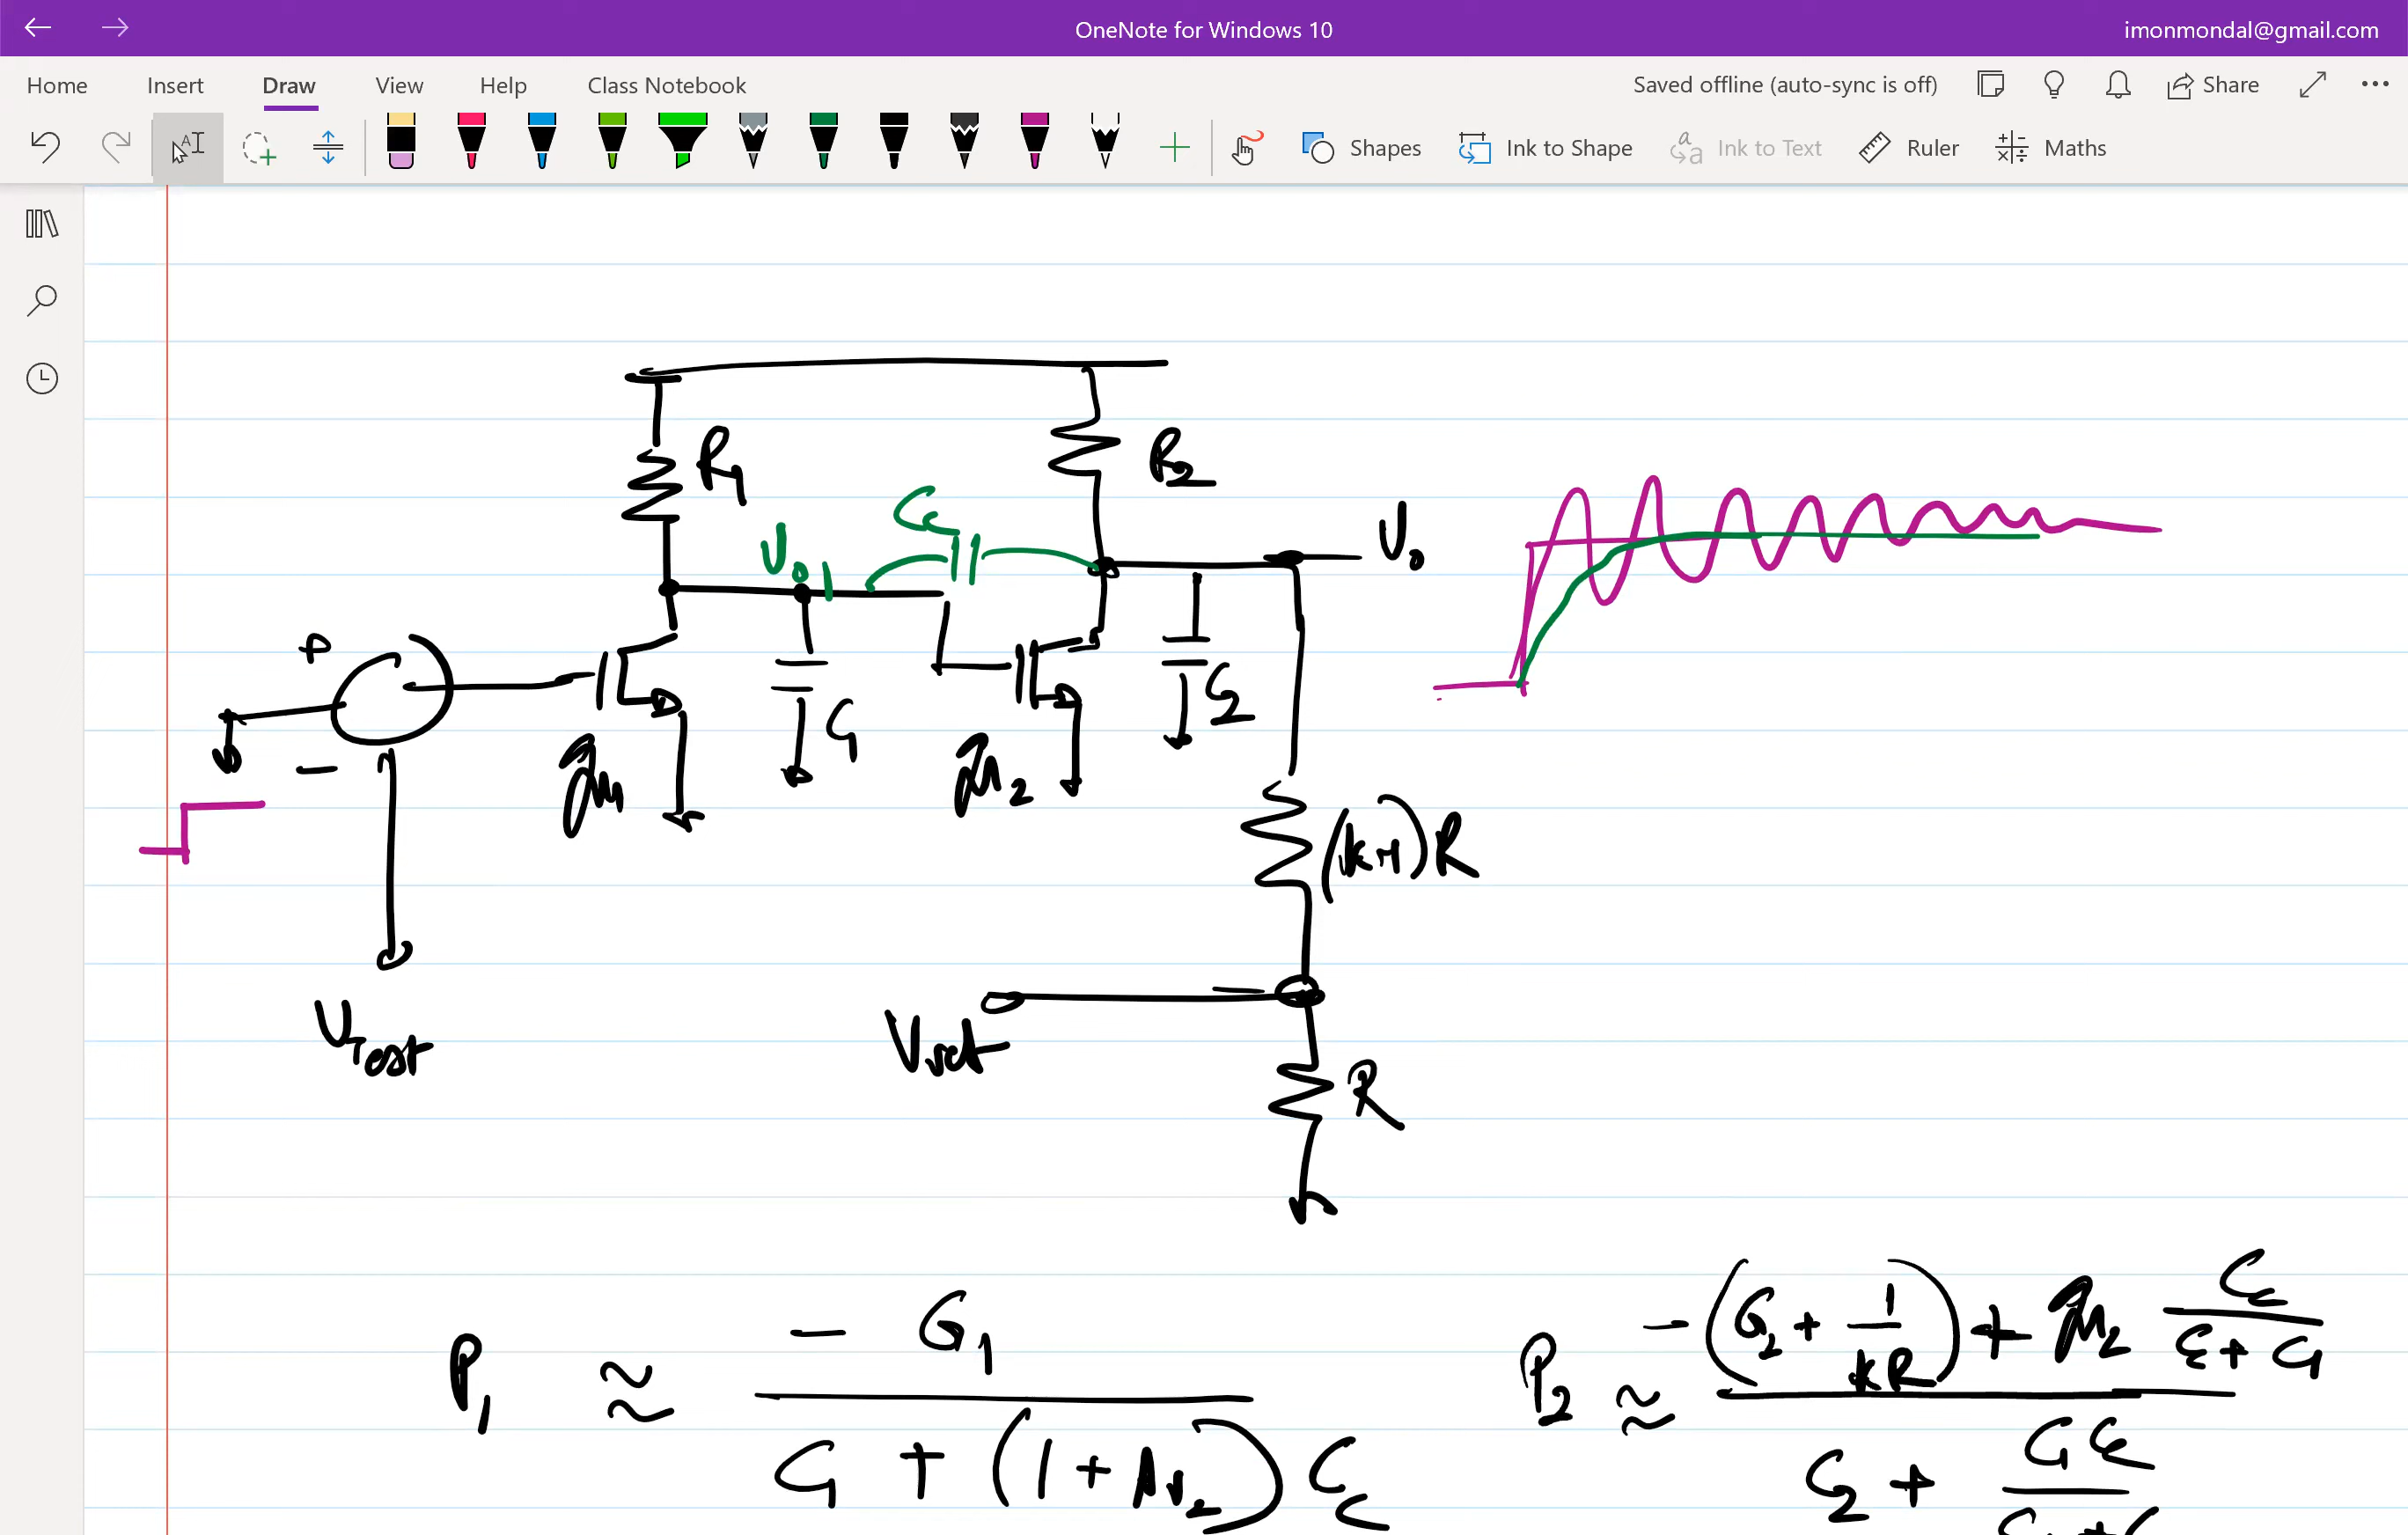 OneNote for Windows 10
imonmondal@gmail.com
Home Insert Draw View Help Class Notebook
Saved offline (auto-sync is off) Share
Shapes Ink to Shape Ink to Text Ruler Maths
R1
R2
Cc
Vo1
Vo
+
-
C1
C2
gm1
gm2
(k-1)R
Vtest
R
P1 ≈ -G1 / C1 + (1+Av2) Cc
P2 ≈ -(G2 + 1/kR) + gm2 Cc/Cc+C1
C2 + C1Cc